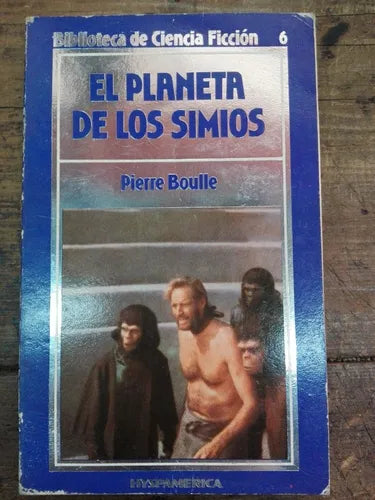 Biblioteca de Ciencia Ficción 6
EL PLANETA
DE LOS SIMIOS
Pierre Boulle
HYSPAMERICA